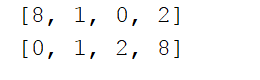 [8, 1, 0, 2]
[0, 1, 2, 8]